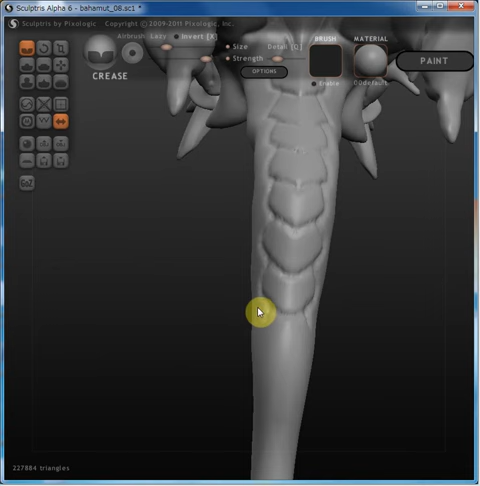 Sculptris Alpha 6 - bahamut_06.sc1 *
Sculptris by Pixologic Copyright © 2009-2011 Pixologic, Inc.
Airbrush Lazy Invert [X]
Size Detail [Q]
Strength
OPTIONS
CREASE
BRUSH
Enable
MATERIAL
00default
PAINT
GoZ
227884 triangles